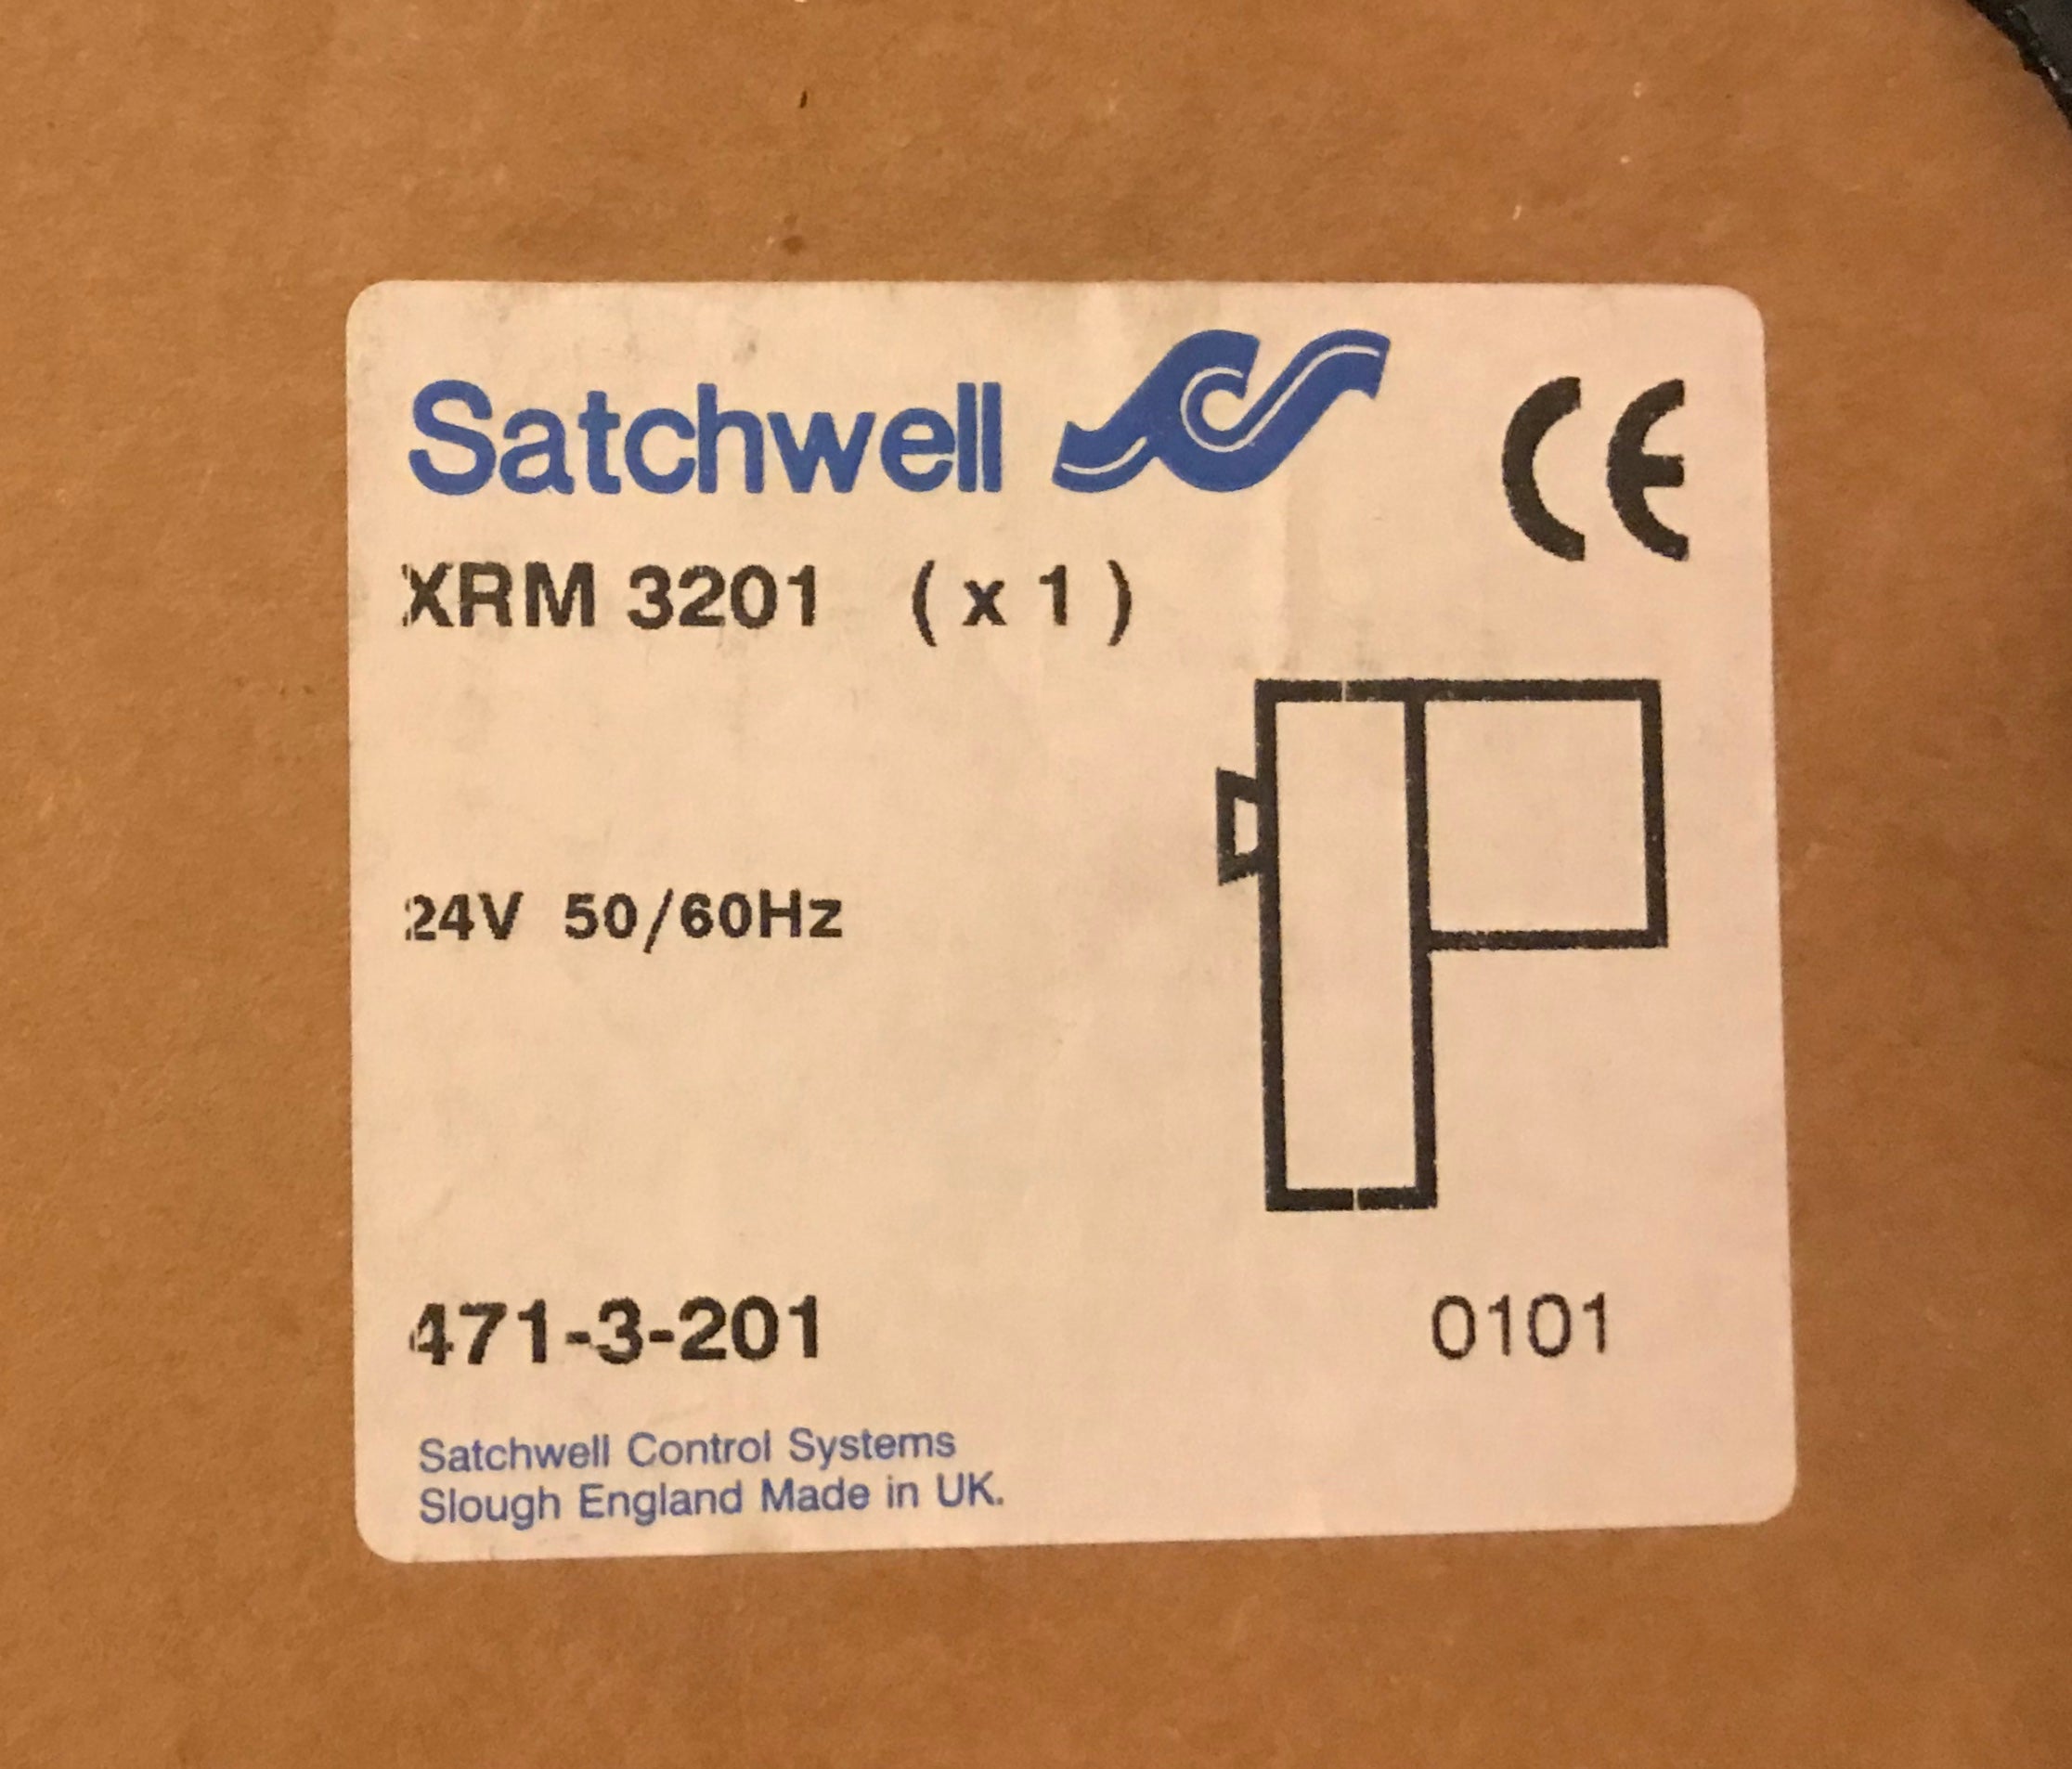 Satchwell
CE
XRM 3201 ( x 1 )
24V 50/60Hz
471-3-201
0101
Satchwell Control Systems
Slough England Made in UK.